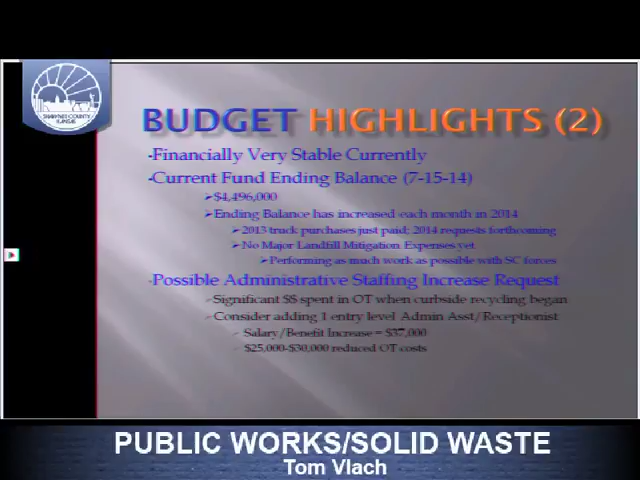 SHAWNEE COUNTY
KANSAS
BUDGET HIGHLIGHTS (2)
Financially Very Stable Currently
Current Fund Ending Balance (7-15-14)
$4,496,000
Ending Balance has increased each month in 2014
2013 truck purchases just paid; 2014 requests forthcoming
No Major Landfill Mitigation Expenses yet
Performing as much work as possible with SC forces
Possible Administrative Staffing Increase Request
Significant $$ spent in OT when curbside recycling began
Consider adding 1 entry level Admin Asst/Receptionist
Salary/Benefit Increase = $37,000
$25,000-$30,000 reduced OT costs
PUBLIC WORKS/SOLID WASTE
Tom Vlach